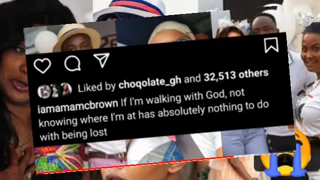 Liked by choqolate_gh and 32,513 others
iamamamcbrown If I'm walking with God, not
knowing where I'm at has absolutely nothing to do
with being lost